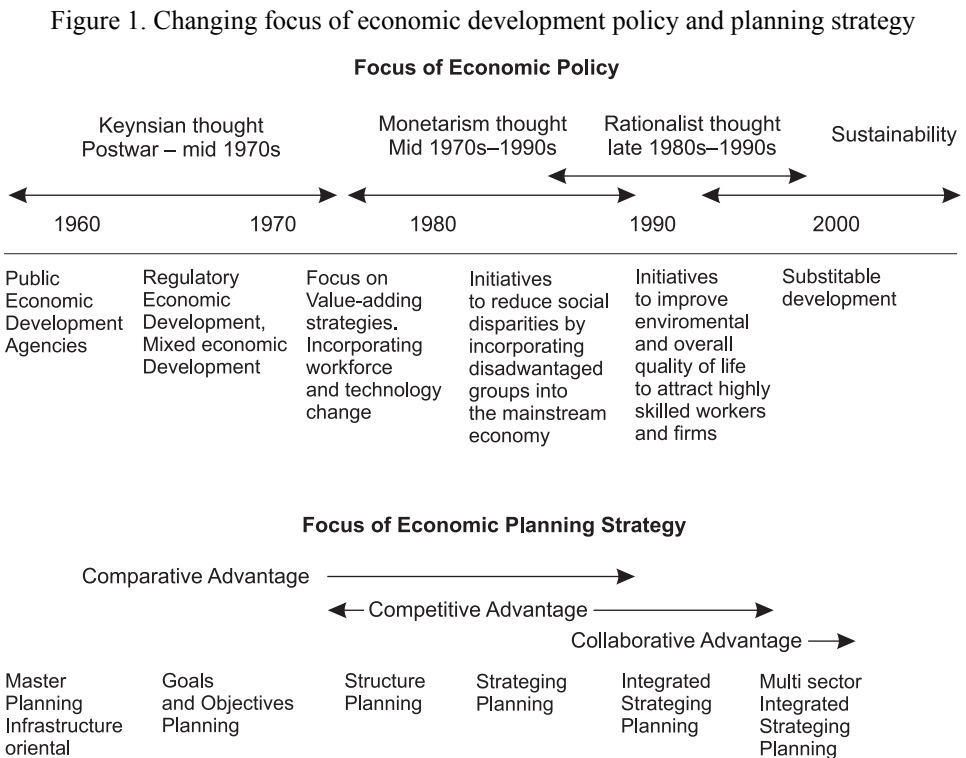 Figure 1. Changing focus of economic development policy and planning strategy
Focus of Economic Policy
Keynsian thought
Postwar – mid 1970s
Monetarism thought
Mid 1970s–1990s
Rationalist thought
late 1980s–1990s
Sustainability
1960 1970 1980 1990 2000
Public
Economic
Development
Agencies
Regulatory
Economic
Development,
Mixed economic
Development
Focus on
Value-adding
strategies.
Incorporating
workforce
and technology
change
Initiatives
to reduce social
disparities by
incorporating
disadvantaged
groups into
the mainstream
economy
Initiatives
to improve
enviromental
and overall
quality of life
to attract highly
skilled workers
and firms
Substitable
development
Focus of Economic Planning Strategy
Comparative Advantage
Competitive Advantage
Collaborative Advantage
Master
Planning
Infrastructure
oriental
Goals
and Objectives
Planning
Structure
Planning
Strateging
Planning
Integrated
Strateging
Planning
Multi sector
Integrated
Strateging
Planning